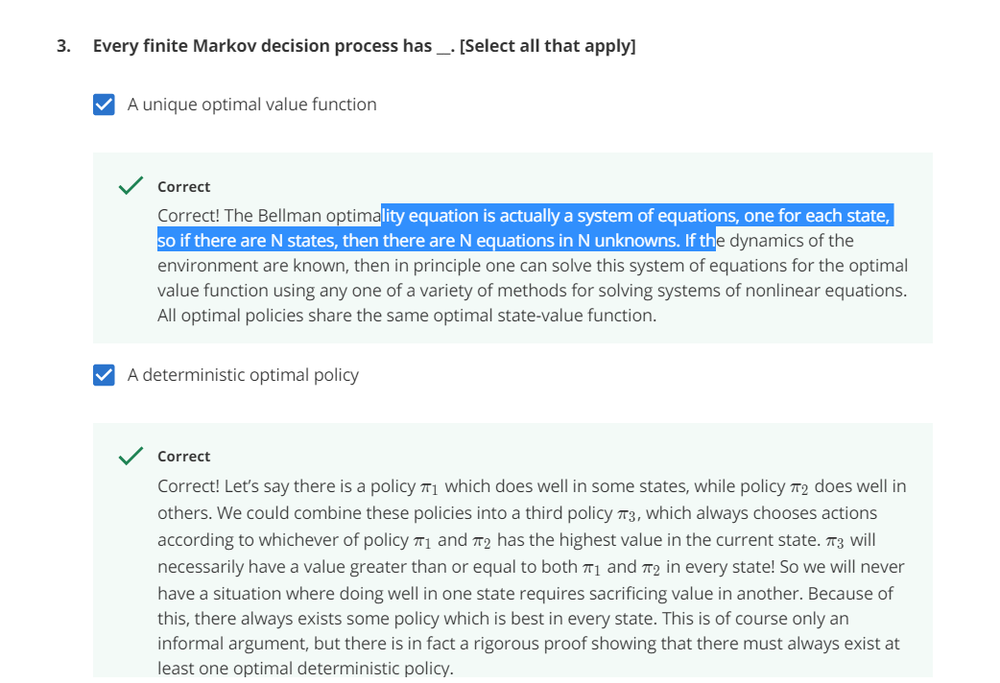 3. Every finite Markov decision process has __. [Select all that apply]
A unique optimal value function
Correct
Correct! The Bellman optimality equation is actually a system of equations, one for each state,
so if there are N states, then there are N equations in N unknowns. If the dynamics of the
environment are known, then in principle one can solve this system of equations for the optimal
value function using any one of a variety of methods for solving systems of nonlinear equations.
All optimal policies share the same optimal state-value function.
A deterministic optimal policy
Correct
Correct! Let’s say there is a policy π₁ which does well in some states, while policy π₂ does well in
others. We could combine these policies into a third policy π₃, which always chooses actions
according to whichever of policy π₁ and π₂ has the highest value in the current state. π₃ will
necessarily have a value greater than or equal to both π₁ and π₂ in every state! So we will never
have a situation where doing well in one state requires sacrificing value in another. Because of
this, there always exists some policy which is best in every state. This is of course only an
informal argument, but there is in fact a rigorous proof showing that there must always exist at
least one optimal deterministic policy.